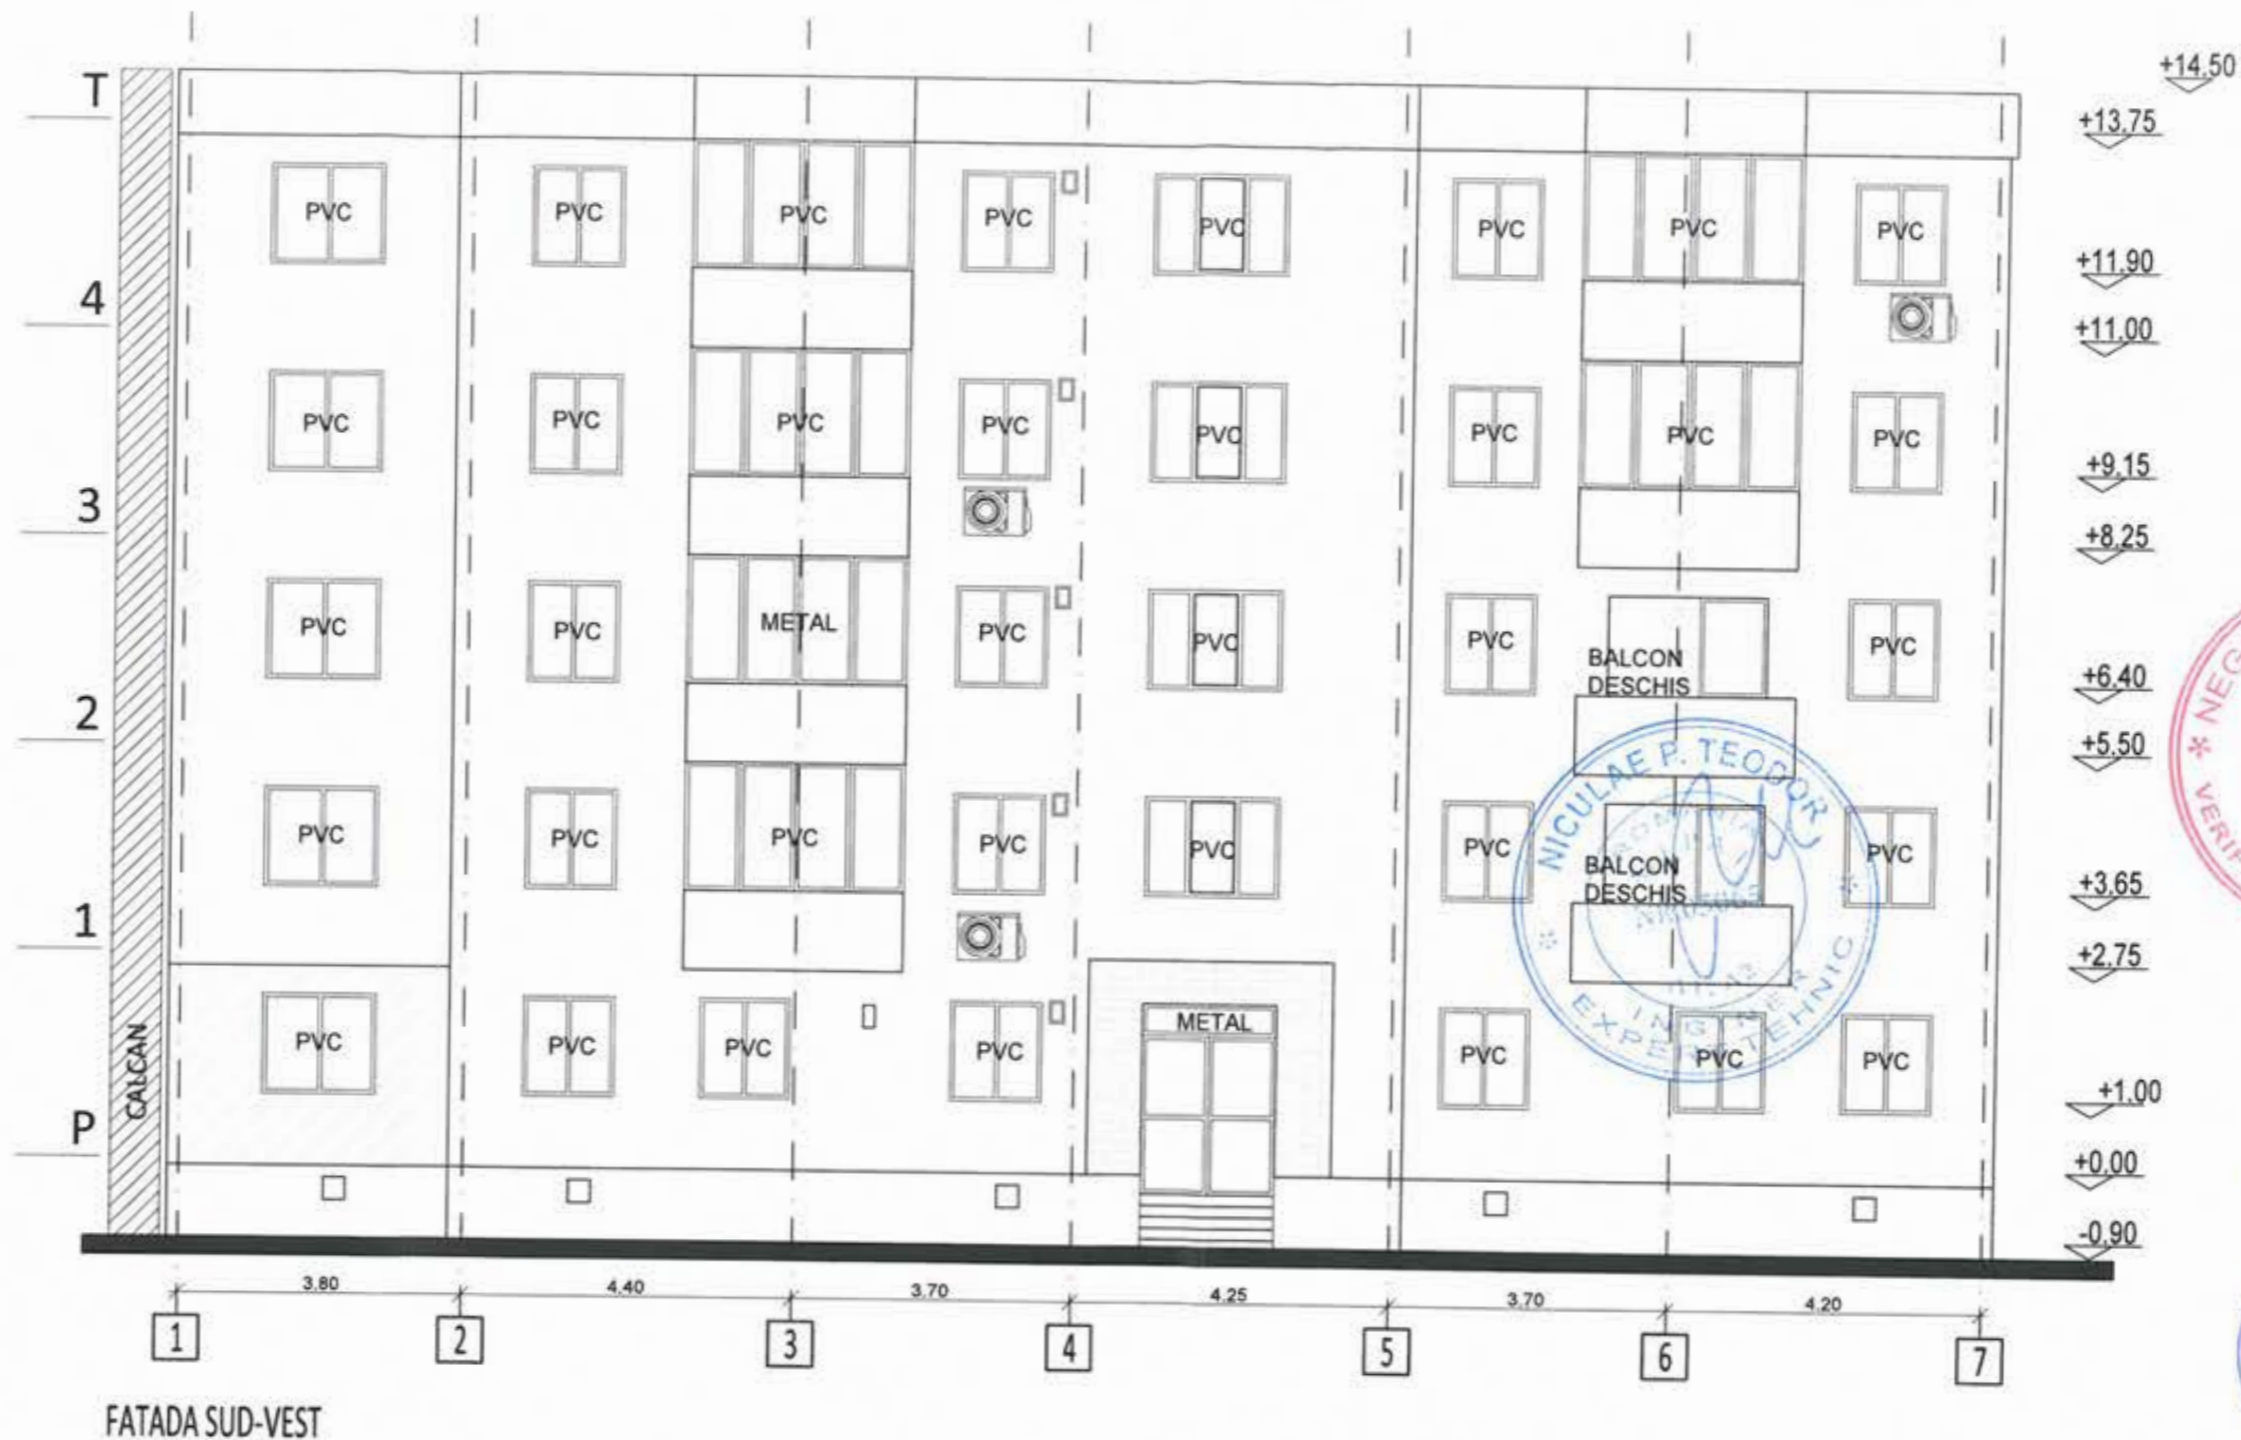 T
+14,50
+13,75
PVC PVC PVC PVC PVC PVC PVC PVC
+11,90
4
+11,00
PVC PVC PVC PVC PVC PVC PVC PVC
+9,15
3
+8,25
PVC PVC METAL PVC PVC PVC BALCON PVC
DESCHIS
+6,40
2
+5,50
PVC PVC PVC PVC PVC PVC BALCON PVC
DESCHIS
+3,65
1
+2,75
CALCAN
PVC PVC PVC PVC METAL PVC PVC PVC
+1,00
P
+0,00
-0,90
3.80 4.40 3.70 4.25 3.70 4.20
1 2 3 4 5 6 7
FATADA SUD-VEST
NICULAE P. TEODOR
INGINER
EXPERT TEHNIC